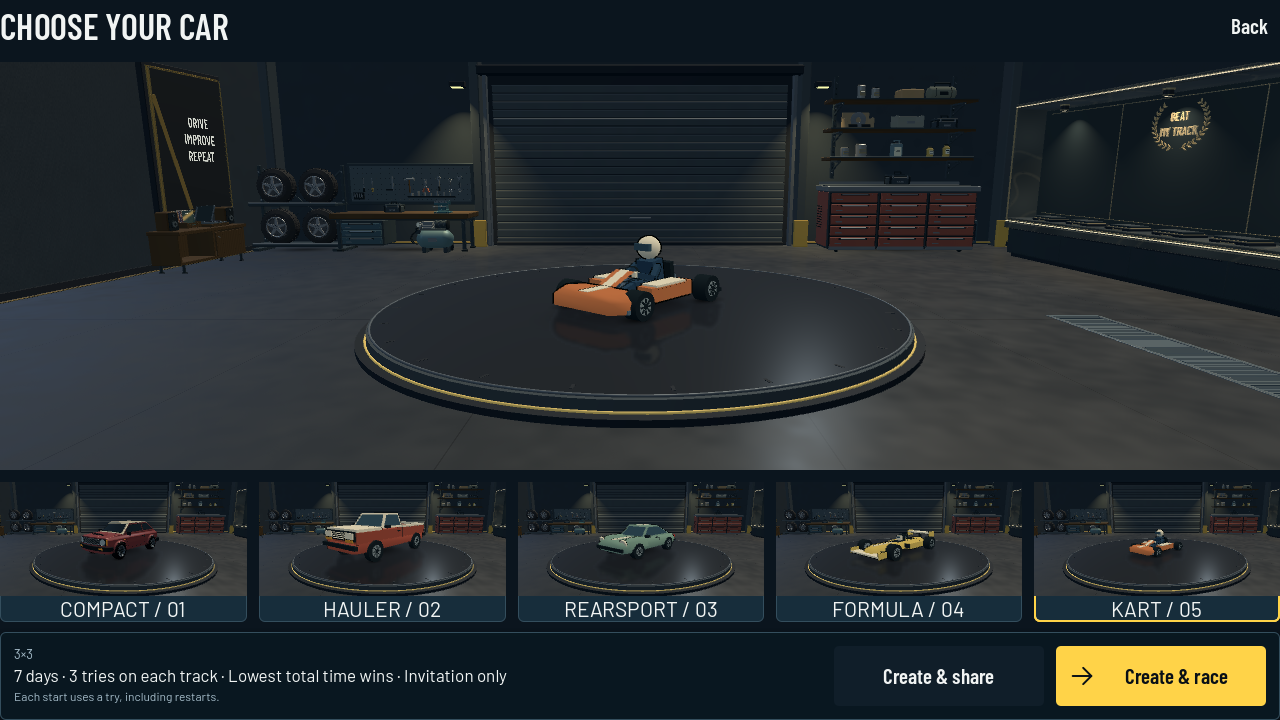 CHOOSE YOUR CAR
Back
DRIVE
IMPROVE
REPEAT
BEAT
MY TRACK
COMPACT / 01
HAULER / 02
REARSPORT / 03
FORMULA / 04
KART / 05
3×3
7 days · 3 tries on each track · Lowest total time wins · Invitation only
Each start uses a try, including restarts.
Create & share
Create & race